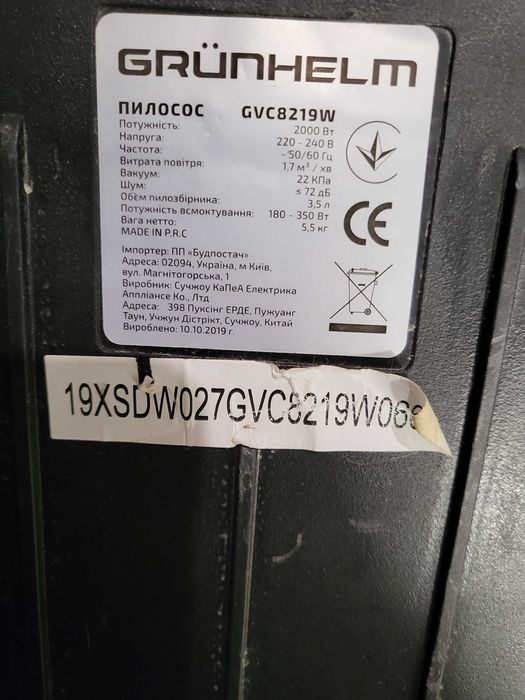 GRÜNHELM
ПИЛОСОС GVC8219W
Потужність: 2000 Вт
Напруга: 220 - 240 В
Частота: ~ 50/60 Гц
Витрата повітря: 1,7 м³ / хв
Вакуум: 22 КПа
Шум: ≤ 72 дБ
Об'єм пилозбірника: 3,5 л
Потужність всмоктування: 180 - 350 Вт
Вага нетто: 5,5 кг
MADE IN P.R.C
CE
Імпортер: ПП «Будпостач»
Адреса: 02094, Україна, м Київ,
вул. Магнітогорська, 1
Виробник: Сучжоу КаПеА Електрика
Аппліансе Ко., Лтд
Адреса: 398 Пуксінг ЕРДЕ, Пужуанг
Таун, Учжун Дістрікт, Сучжоу, Китай
Вироблено: 10.10.2019 г.
19XSDW027GVC8219W06